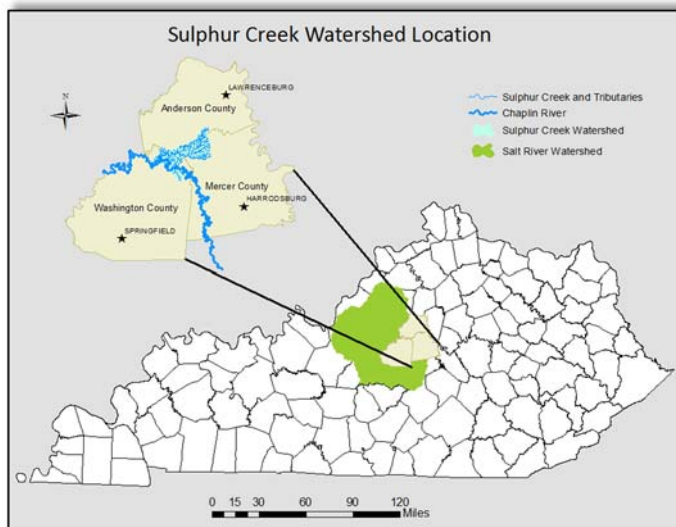 Sulphur Creek Watershed Location
N
LAWRENCEBURG
Anderson County
Mercer County
HARRODSBURG
Washington County
SPRINGFIELD
Sulphur Creek and Tributaries
Chaplin River
Sulphur Creek Watershed
Salt River Watershed
0 15 30 60 90 120
Miles